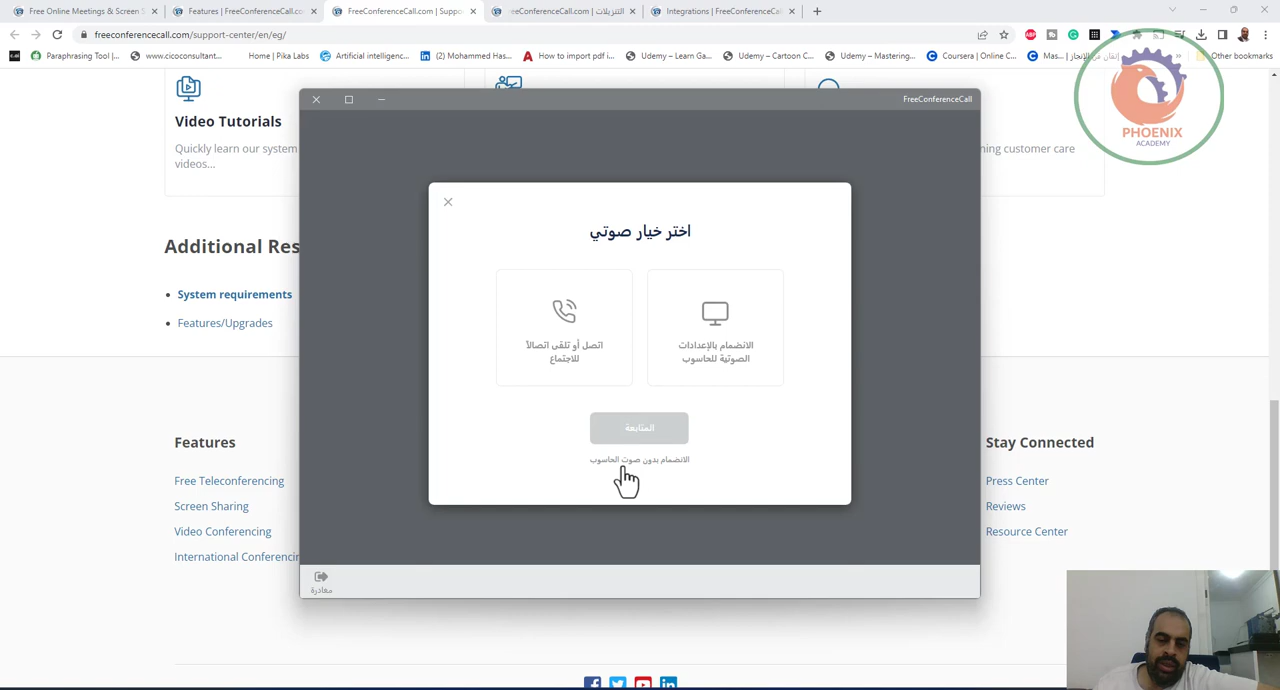 Free Online Meetings & Screen S
Features | FreeConferenceCall.co
FreeConferenceCall.com | Suppo
التنزيلات | FreeConferenceCall.com
Integrations | FreeConferenceCal
freeconferencecall.com/support-center/en/eg/
Paraphrasing Tool |...
www.cicoconsultant...
Home | Pika Labs
Artificial intelligenc...
(2) Mohammed Has...
How to import pdf i...
Udemy – Learn Ga...
Udemy – Cartoon C...
Udemy – Mastering...
Coursera | Online C...
Other bookmarks
PHOENIX
ACADEMY
Video Tutorials
Quickly learn our system
videos...
ning customer care
FreeConferenceCall
اختر خيار صوتي
الانضمام بالإعدادات
الصوتية للحاسوب
اتصل أو تلقى اتصالاً
للاجتماع
المتابعة
الانضمام بدون صوت الحاسوب
مغادرة
Additional Res
System requirements
Features/Upgrades
Features
Free Teleconferencing
Screen Sharing
Video Conferencing
International Conferencin
Stay Connected
Press Center
Reviews
Resource Center